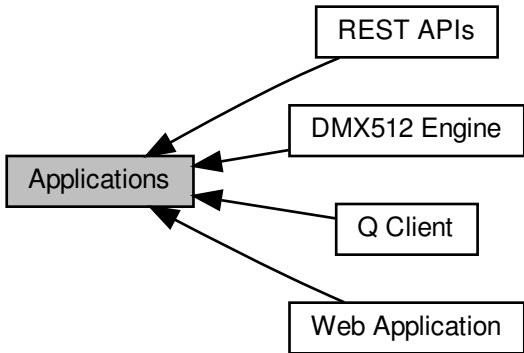 REST APIs
DMX512 Engine
Applications
Q Client
Web Application